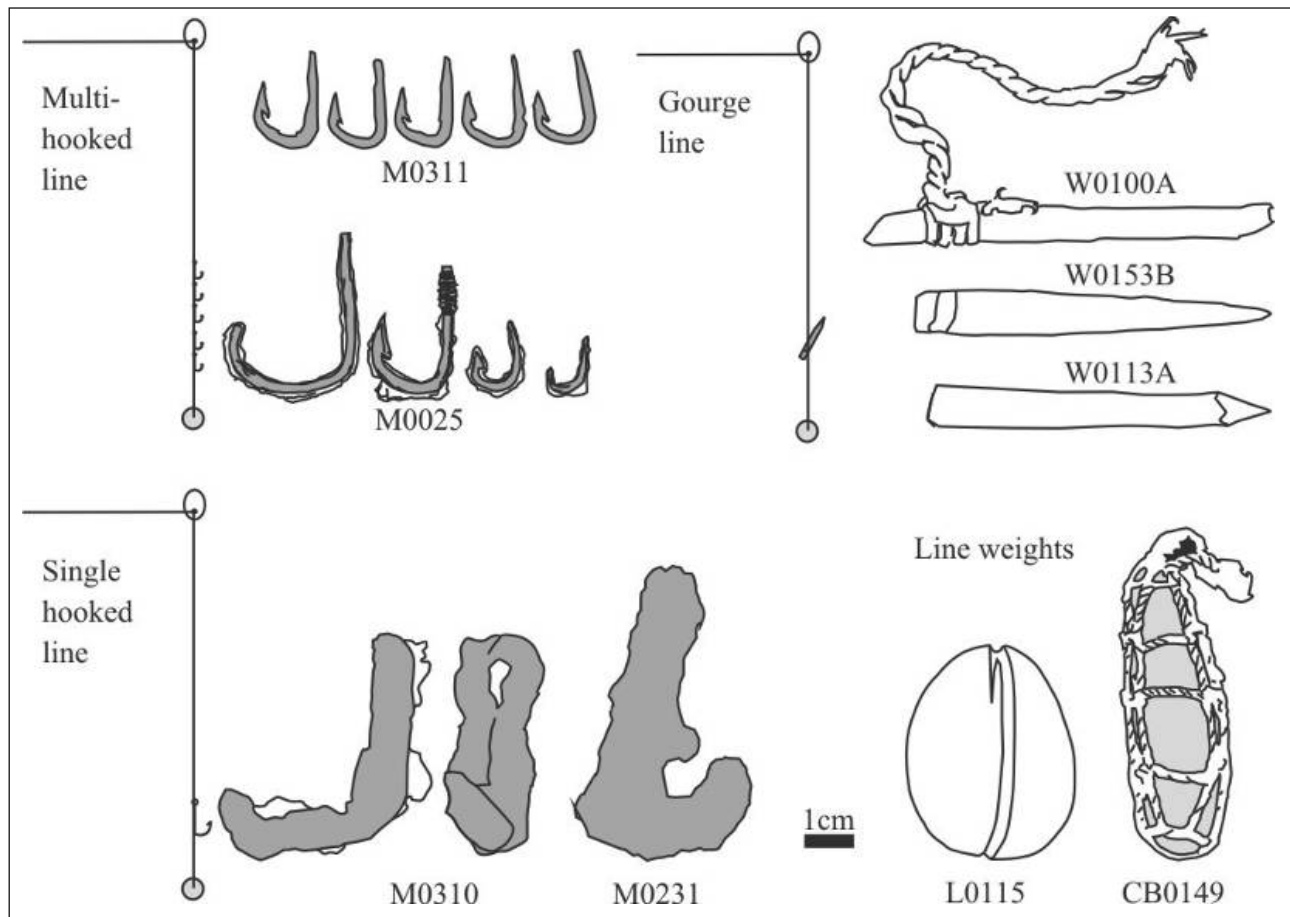 Multi-
hooked
line
M0311
M0025
Gourge
line
W0100A
W0153B
W0113A
Single
hooked
line
M0310
M0231
1cm
Line weights
L0115
CB0149